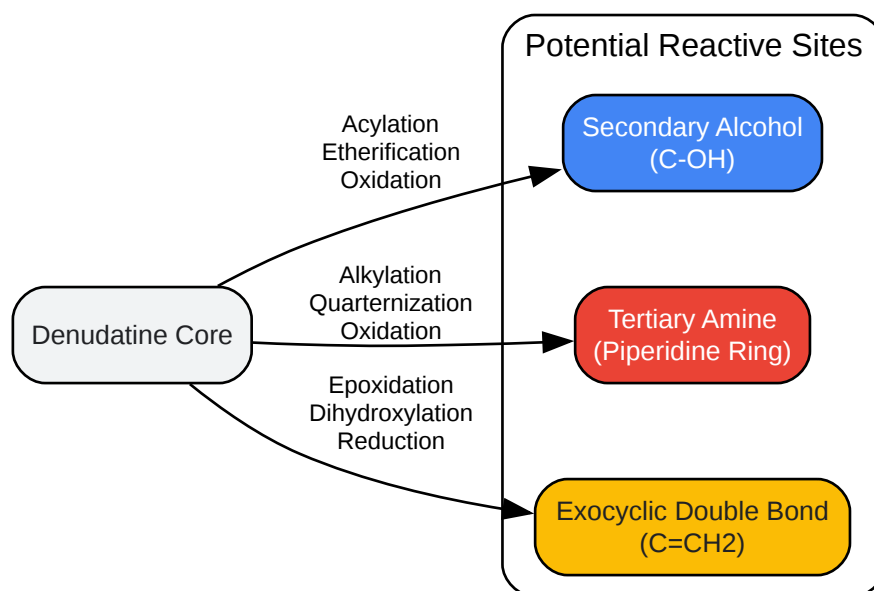 Potential Reactive Sites
Acylation
Etherification
Oxidation
Secondary Alcohol
(C-OH)
Denudatine Core
Alkylation
Quarternization
Oxidation
Tertiary Amine
(Piperidine Ring)
Epoxidation
Dihydroxylation
Reduction
Exocyclic Double Bond
(C=CH2)